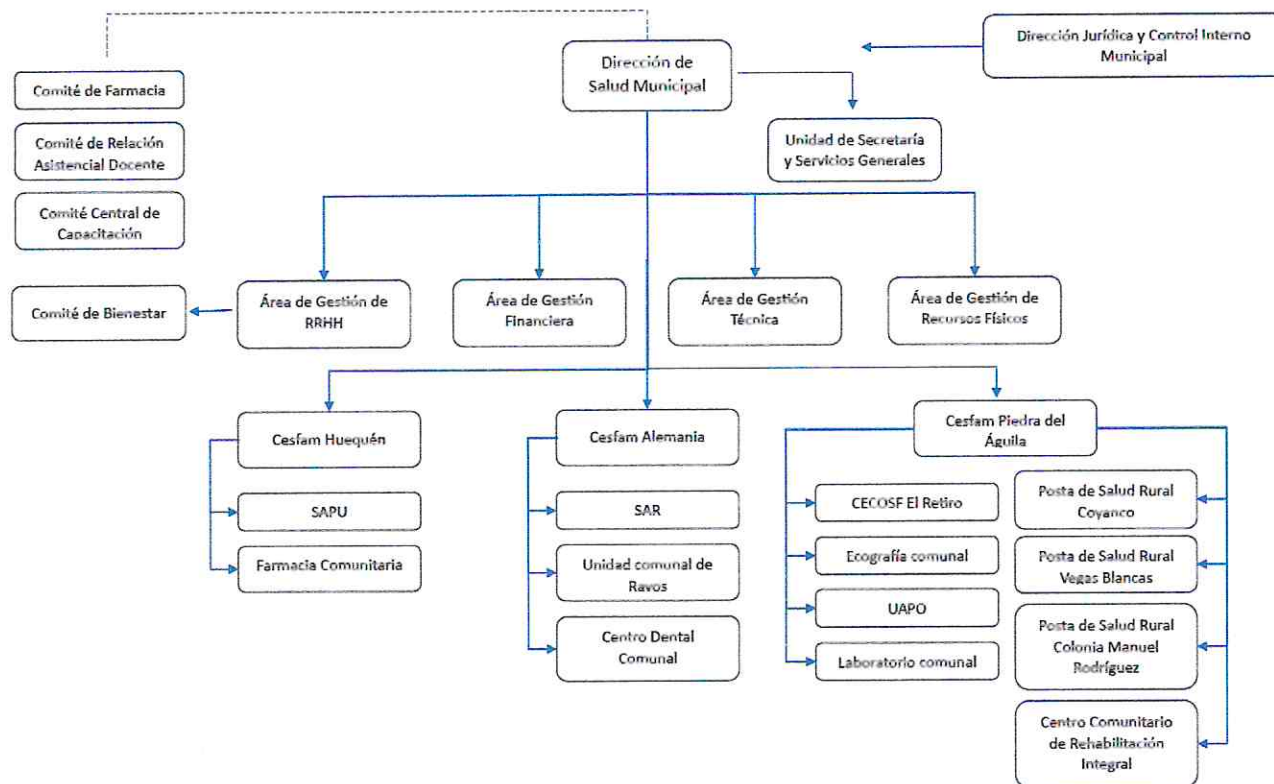 Dirección Jurídica y Control Interno
Municipal
Dirección de
Salud Municipal
Comité de Farmacia
Comité de Relación
Asistencial Docente
Unidad de Secretaría
y Servicios Generales
Comité Central de
Capacitación
Comité de Bienestar
Área de Gestión de
RRHH
Área de Gestión
Financiera
Área de Gestión
Técnica
Área de Gestión de
Recursos Físicos
Cesfam Huequén
SAPU
Farmacia Comunitaria
Cesfam Alemania
SAR
Unidad comunal de
Rayos
Centro Dental
Comunal
Cesfam Piedra del
Águila
CECOSF El Retiro
Ecografía comunal
UAPO
Laboratorio comunal
Posta de Salud Rural
Coyanco
Posta de Salud Rural
Vegas Blancas
Posta de Salud Rural
Colonia Manuel
Rodríguez
Centro Comunitario
de Rehabilitación
Integral